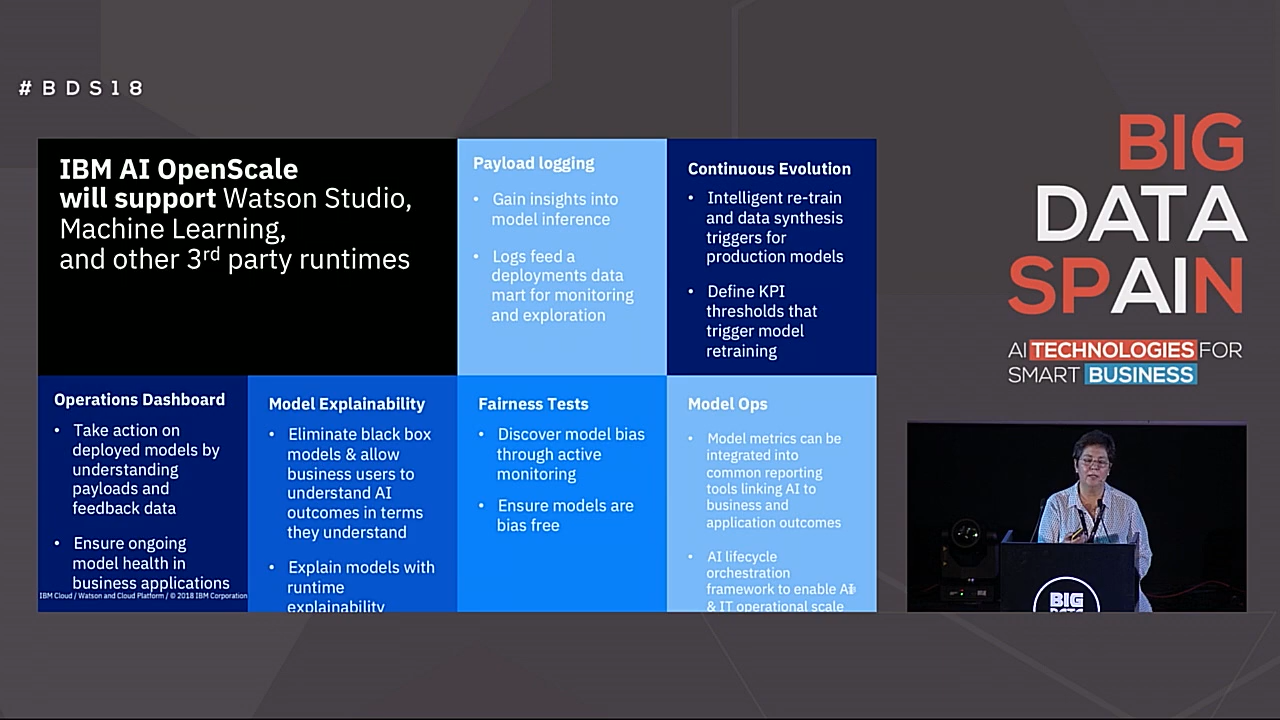 #BDS18
IBM AI OpenScale
will support Watson Studio,
Machine Learning,
and other 3rd party runtimes
Payload logging
• Gain insights into
model inference
• Logs feed a
deployments data
mart for monitoring
and exploration
Continuous Evolution
• Intelligent re-train
and data synthesis
triggers for
production models
• Define KPI
thresholds that
trigger model
retraining
Operations Dashboard
• Take action on
deployed models by
understanding
payloads and
feedback data
• Ensure ongoing
model health in
business applications
IBM Cloud / Watson and Cloud Platform / © 2018 IBM Corporation
Model Explainability
• Eliminate black box
models & allow
business users to
understand AI
outcomes in terms
they understand
• Explain models with
runtime
explainability
Fairness Tests
• Discover model bias
through active
monitoring
• Ensure models are
bias free
Model Ops
• Model metrics can be
integrated into
common reporting
tools linking AI to
business and
application outcomes
• AI lifecycle
orchestration
framework to enable AI
& IT operational scale
BIG
DATA
SPAIN
AI TECHNOLOGIES FOR
SMART BUSINESS
BIG
DATA